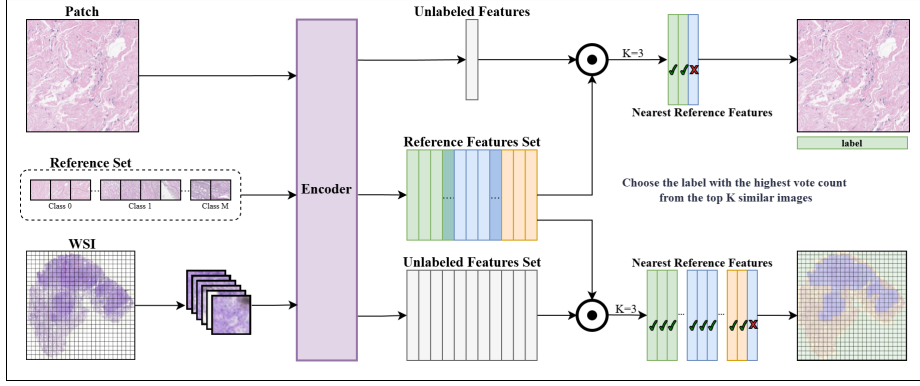 Patch
Unlabeled Features
K=3
Nearest Reference Features
label
Reference Set
Class 0
Class 1
Class M
Encoder
Reference Features Set
Choose the label with the highest vote count
from the top K similar images
WSI
Unlabeled Features Set
K=3
Nearest Reference Features